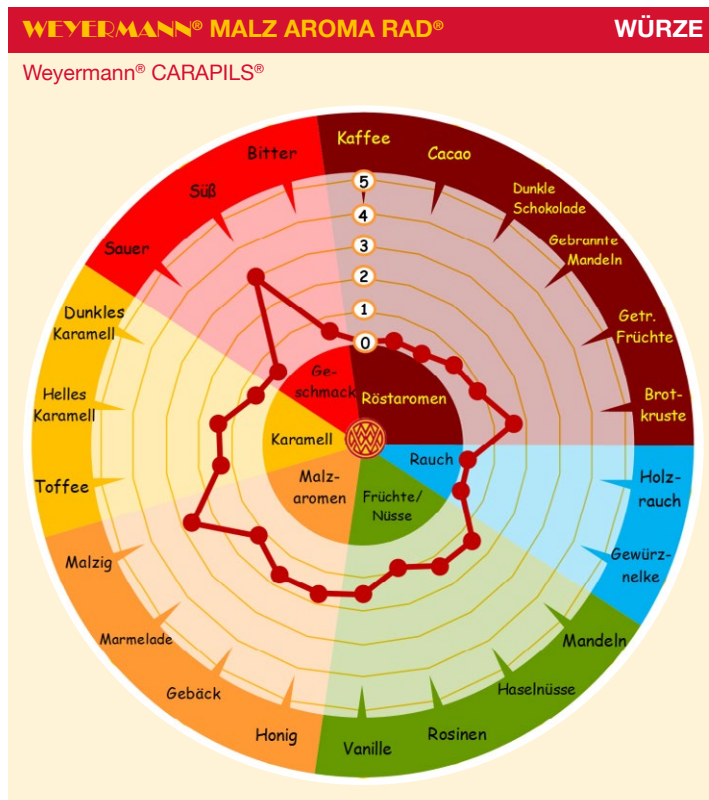 WEYERMANN® MALZ AROMA RAD®
WÜRZE
Weyermann® CARAPILS®
Kaffee
Cacao
Dunkle
Schokolade
Gebrannte
Mandeln
Getr.
Früchte
Brot-
kruste
Holz-
rauch
Gewürz-
nelke
Mandeln
Haselnüsse
Rosinen
Vanille
Honig
Gebäck
Marmelade
Malzig
Toffee
Helles
Karamell
Dunkles
Karamell
Sauer
Süß
Bitter
5
4
3
2
1
0
Ge-
schmack
Röstaromen
Karamell
Rauch
Malz-
aromen
Früchte/
Nüsse